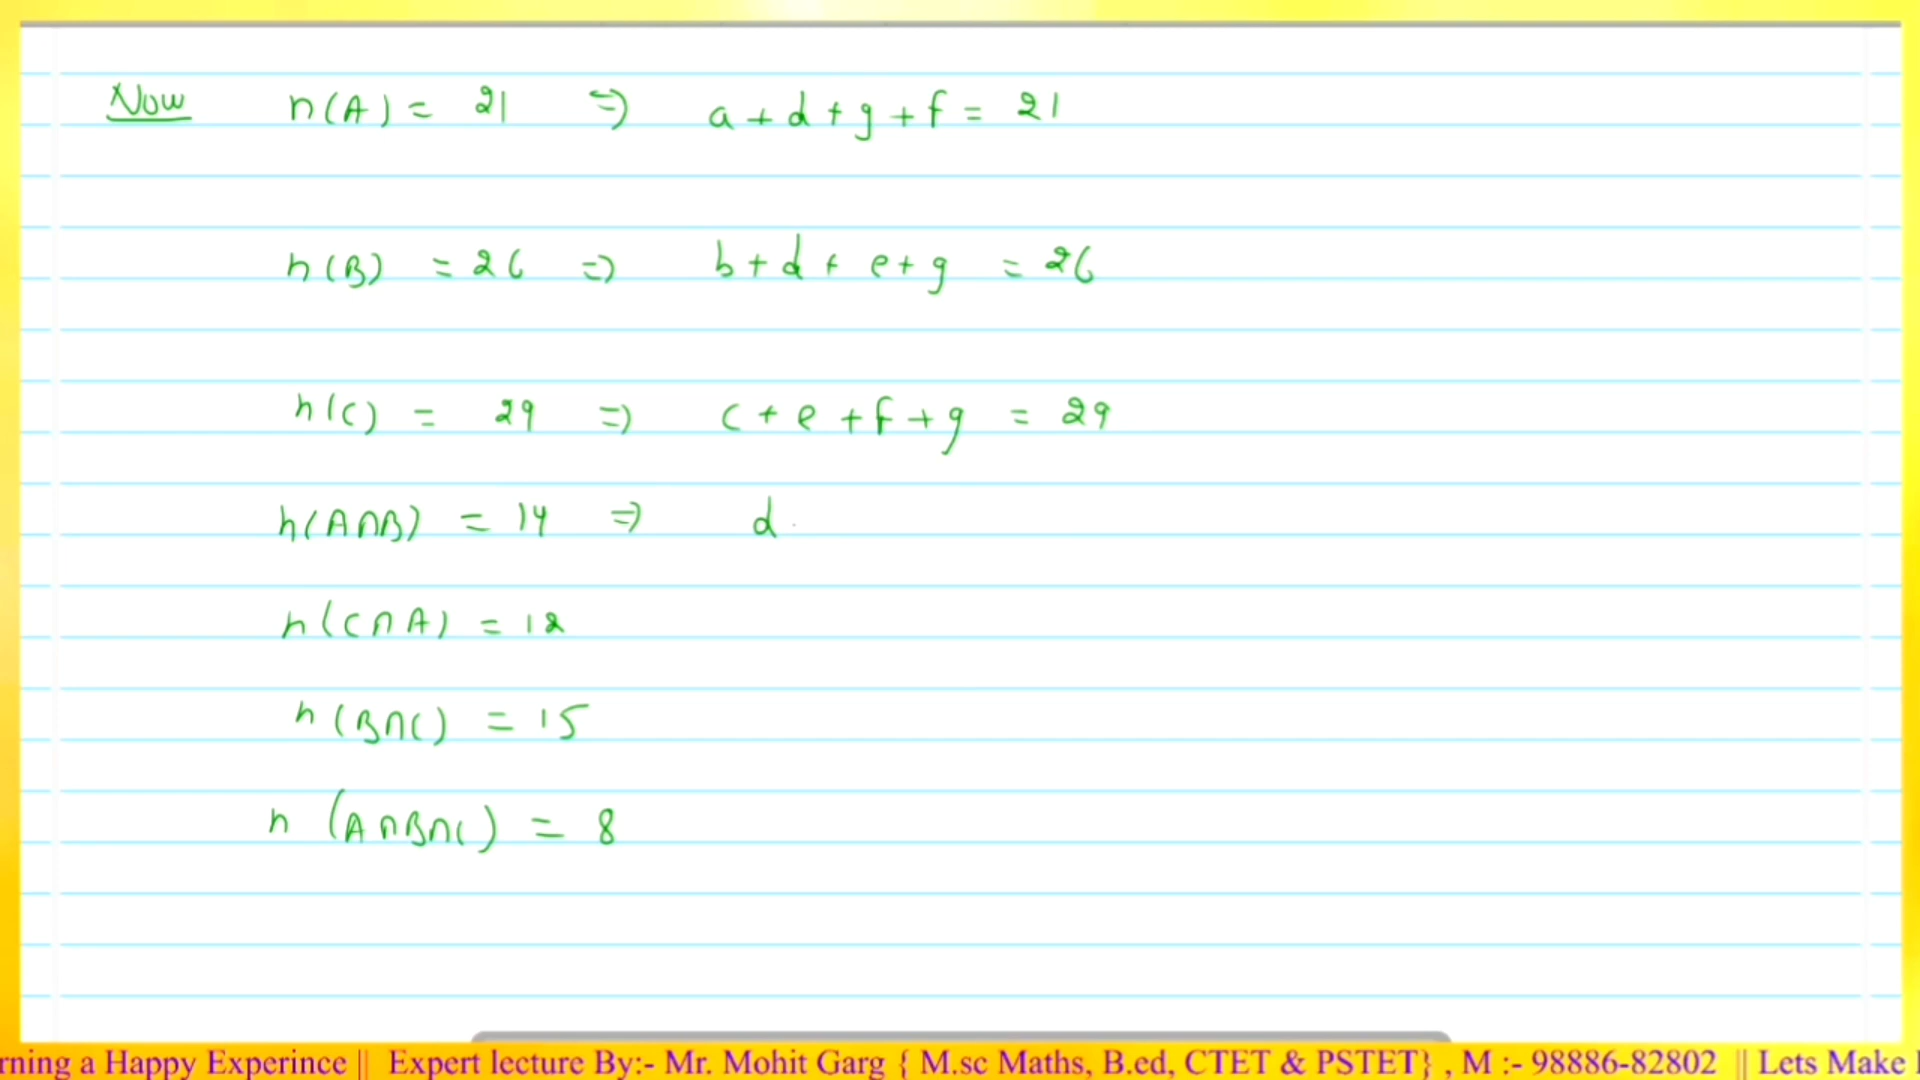 Now n(A) = 21 => a + d + g + f = 21
n(B) = 26 => b + d + e + g = 26
n(C) = 29 => c + e + f + g = 29
n(A∩B) = 14 => d
n(C∩A) = 12
n(B∩C) = 15
n (A∩B∩C) = 8
rning a Happy Experince || Expert lecture By:- Mr. Mohit Garg { M.sc Maths, B.ed, CTET & PSTET} , M :- 98886-82802 || Lets Make